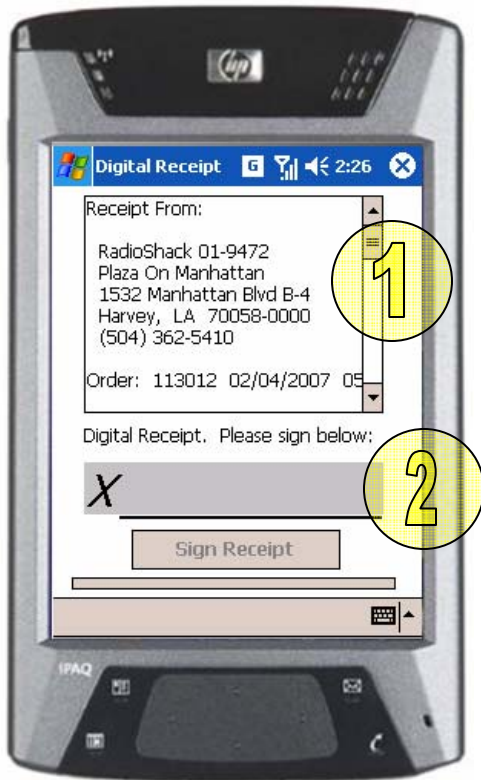 hp
Digital Receipt G 2:26
Receipt From:
RadioShack 01-9472
Plaza On Manhattan
1532 Manhattan Blvd B-4
Harvey, LA 70058-0000
(504) 362-5410
Order: 113012 02/04/2007 05
1
Digital Receipt. Please sign below:
X
2
Sign Receipt
iPAQ